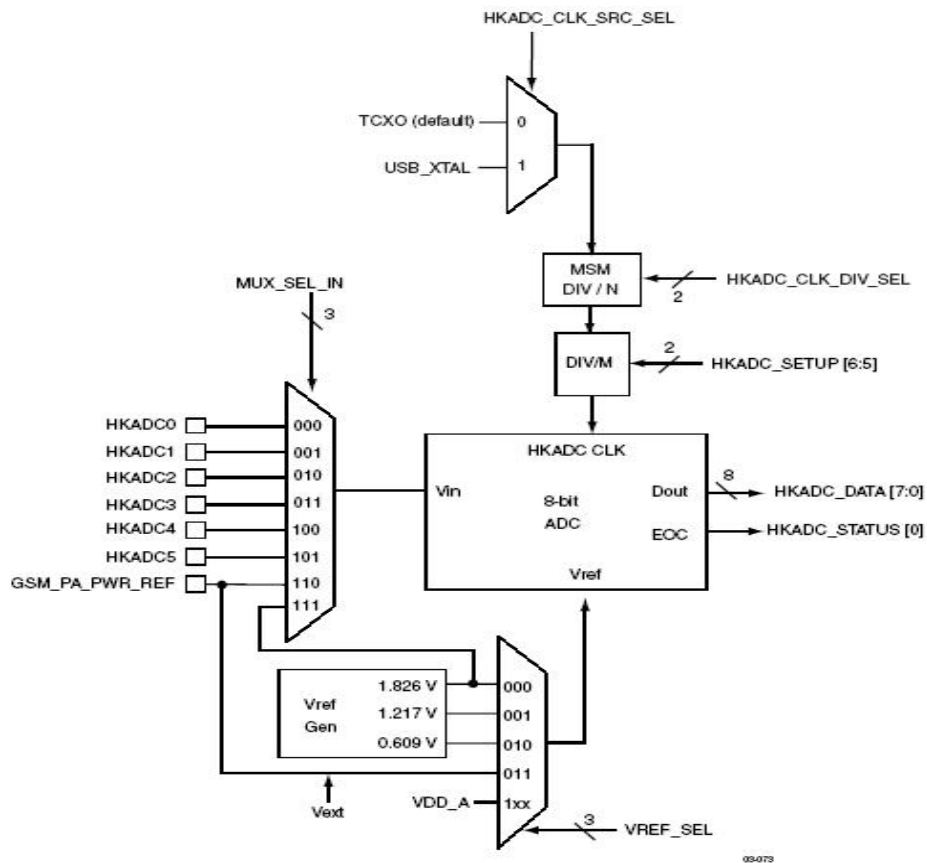 HKADC_CLK_SRC_SEL
TCXO (default)
0
USB_XTAL
1
MSM
DIV / N
HKADC_CLK_DIV_SEL
2
MUX_SEL_IN
3
DIV/M
2
HKADC_SETUP [6:5]
HKADC0
000
HKADC1
001
HKADC2
010
HKADC3
011
HKADC4
100
HKADC5
101
GSM_PA_PWR_REF
110
111
HKADC CLK
Vin
8-bit
ADC
Dout
EOC
Vref
8
HKADC_DATA [7:0]
HKADC_STATUS [0]
Vref
Gen
1.826 V
1.217 V
0.609 V
000
001
010
011
1xx
Vext
VDD_A
3
VREF_SEL
03-073